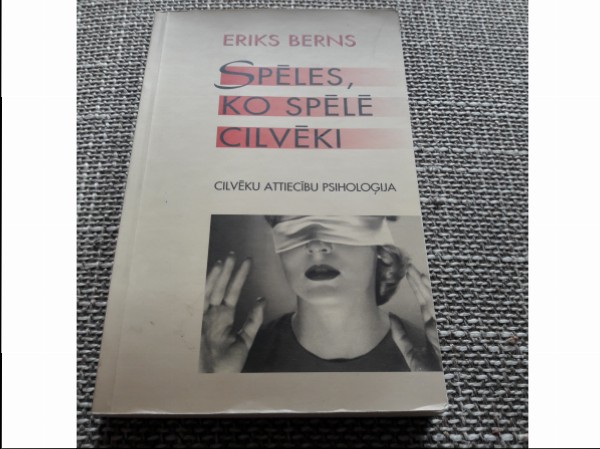 ERIKS BERNS
SPĒLES,
KO SPĒLĒ
CILVĒKI
CILVĒKU ATTIECĪBU PSIHOLOĢIJA